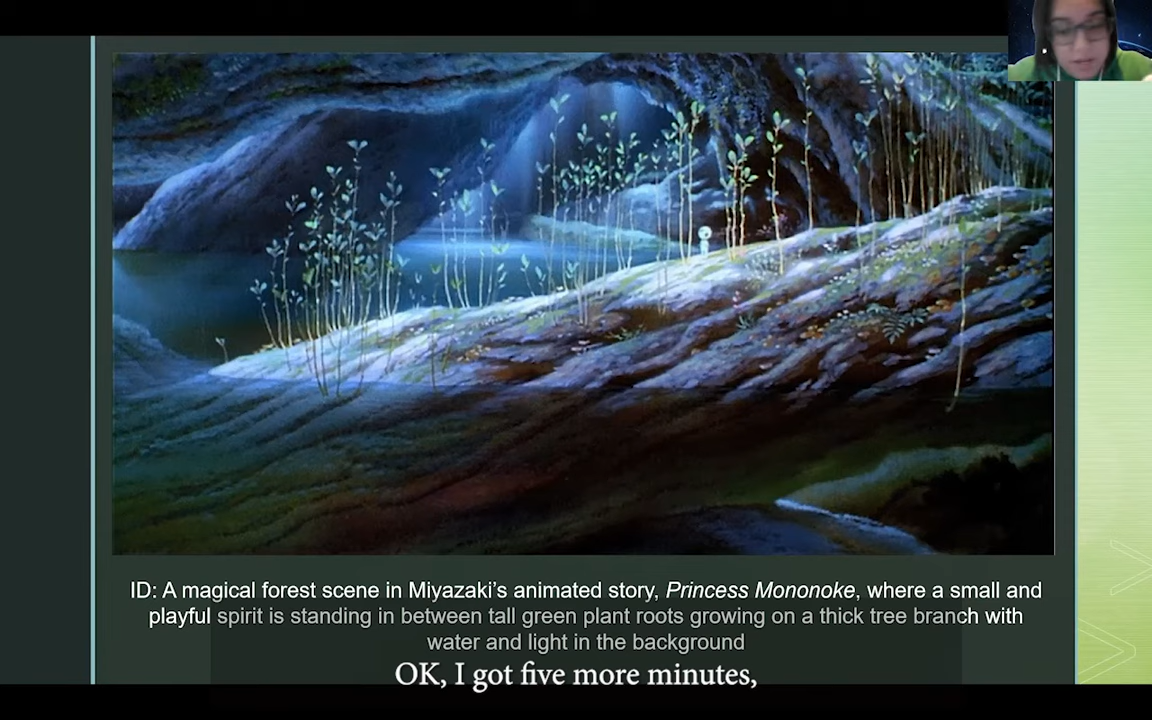 ID: A magical forest scene in Miyazaki's animated story, Princess Mononoke, where a small and
playful spirit is standing in between tall green plant roots growing on a thick tree branch with
water and light in the background
OK, I got five more minutes,